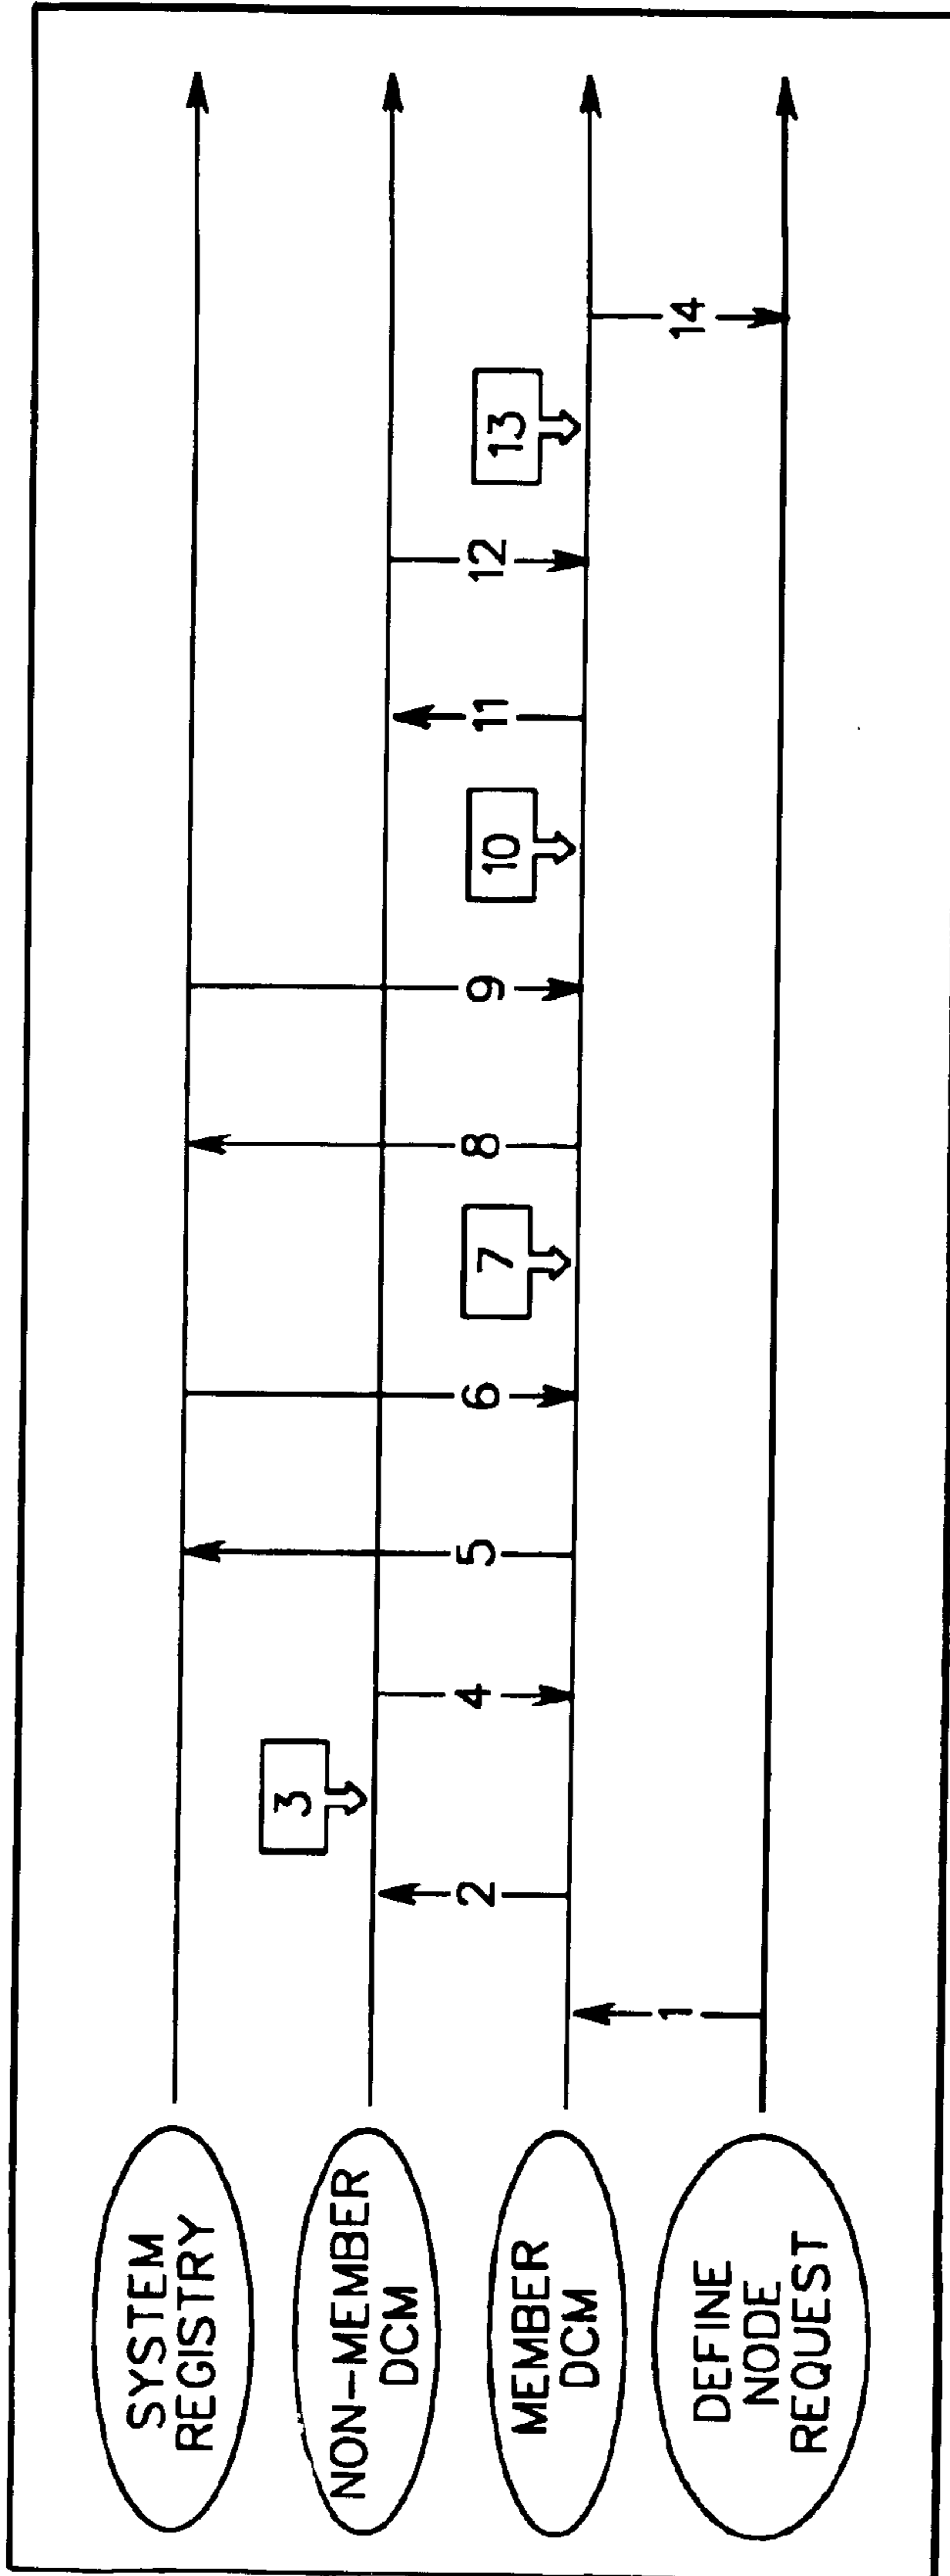 SYSTEM
REGISTRY
NON-MEMBER
DCM
MEMBER
DCM
DEFINE
NODE
REQUEST
1
2
3
4
5
6
7
8
9
10
11
12
13
14